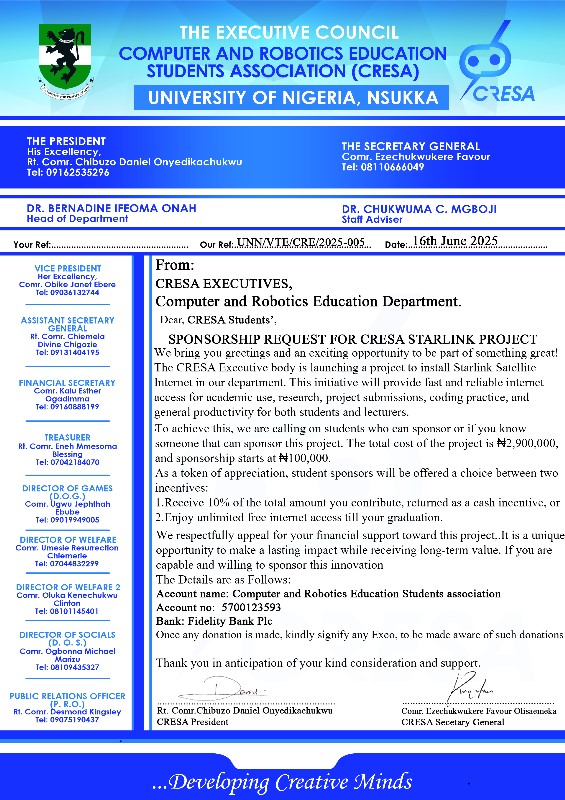 THE EXECUTIVE COUNCIL
COMPUTER AND ROBOTICS EDUCATION
STUDENTS ASSOCIATION (CRESA)
UNIVERSITY OF NIGERIA, NSUKKA
CRESA
THE PRESIDENT
His Excellency,
Rt. Comr. Chibuzo Daniel Onyedikachukwu
Tel: 09162535296
THE SECRETARY GENERAL
Comr. Ezechukwukere Favour
Tel: 08110666049
DR. BERNADINE IFEOMA ONAH
Head of Department
DR. CHUKWUMA C. MGBOJI
Staff Adviser
Your Ref:................................................ Our Ref:..UNN/VTE/CRE/2025-005... Date:..16th June 2025..................
VICE PRESIDENT
Her Excellency,
Comr. Obike Janet Ebere
Tel: 09036132744
ASSISTANT SECRETARY
GENERAL
Rt. Comr. Chiemela
Divine Chigozie
Tel: 09131404195
FINANCIAL SECRETARY
Comr. Kalu Esther
Ogadimma
Tel: 09160888199
TREASURER
Rt. Comr. Eneh Mmesoma
Blessing
Tel: 07042184070
DIRECTOR OF GAMES
(D.O.G.)
Comr. Ugwu Jephthah
Ebube
Tel: 09019949005
DIRECTOR OF WELFARE
Comr. Umesie Resurrection
Chiemerie
Tel: 07044832299
DIRECTOR OF WELFARE 2
Comr. Oluka Kenechukwu
Clinton
Tel: 08101145401
DIRECTOR OF SOCIALS
(D. O. S.)
Comr. Ogbonna Michael
Marizu
Tel: 08109435327
PUBLIC RELATIONS OFFICER
(P. R.O.)
Rt. Comr. Desmond Kingsley
Tel: 09075190437
From:
CRESA EXECUTIVES,
Computer and Robotics Education Department.
Dear, CRESA Students',
SPONSORSHIP REQUEST FOR CRESA STARLINK PROJECT
We bring you greetings and an exciting opportunity to be part of something great!
The CRESA Executive body is launching a project to install Starlink Satellite
Internet in our department. This initiative will provide fast and reliable internet
access for academic use, research, project submissions, coding practice, and
general productivity for both students and lecturers.
To achieve this, we are calling on students who can sponsor or if you know
someone that can sponsor this project. The total cost of the project is ₦2,900,000,
and sponsorship starts at ₦100,000.
As a token of appreciation, student sponsors will be offered a choice between two
incentives:
1.Receive 10% of the total amount you contribute, returned as a cash incentive, or
2.Enjoy unlimited free internet access till your graduation.
We respectfully appeal for your financial support toward this project..It is a unique
opportunity to make a lasting impact while receiving long-term value. If you are
capable and willing to sponsor this innovation
The Details are as Follows:
Account name: Computer and Robotics Education Students association
Account no: 5700123593
Bank: Fidelity Bank Plc
Once any donation is made, kindly signify any Exco, to be made aware of such donations
Thank you in anticipation of your kind consideration and support.
Rt. Comr.Chibuzo Daniel Onyedikachukwu
CRESA President
Comr. Ezechukwukere Favour Olisaemeka
CRESA Secetary General
...Developing Creative Minds